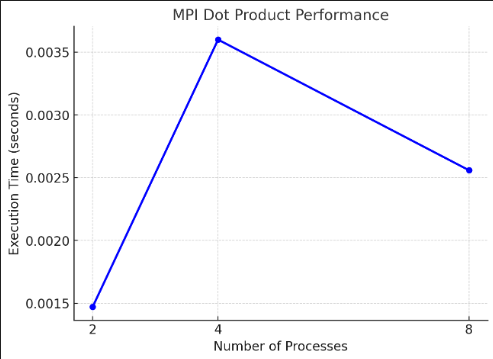 MPI Dot Product Performance
Execution Time (seconds)
0.0035
0.0030
0.0025
0.0020
0.0015
2 4 8
Number of Processes